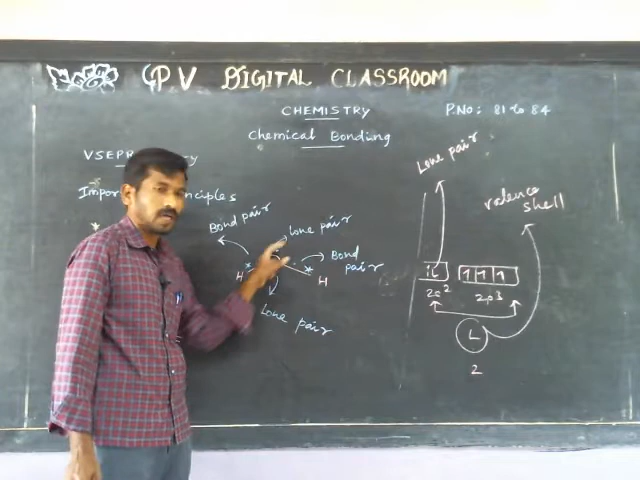 GPV DIGITAL CLASSROOM
CHEMISTRY
P.NO: 81 to 84
Chemical Bonding
VSEPR
Lone pair
valence
shell
Bond pair
Lone pair
Bond
pair
H
H
Lone pair
2s2
2p3
L
2